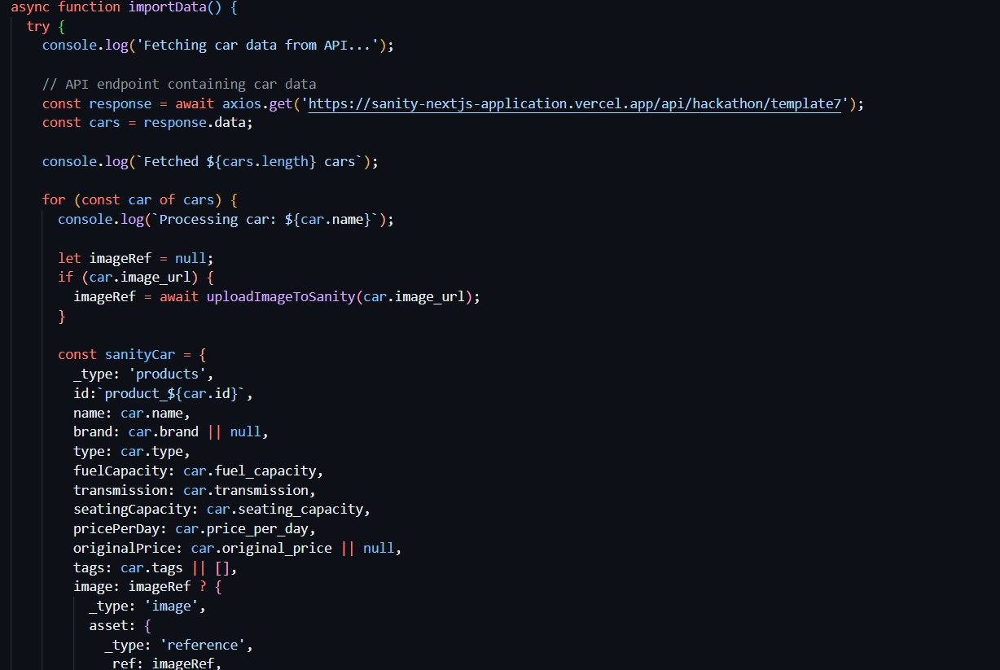 async function importData() {
try {
console.log('Fetching car data from API...');
// API endpoint containing car data
const response = await axios.get('https://sanity-nextjs-application.vercel.app/api/hackathon/template7');
const cars = response.data;
console.log(`Fetched ${cars.length} cars`);
for (const car of cars) {
console.log(`Processing car: ${car.name}`);
let imageRef = null;
if (car.image_url) {
imageRef = await uploadImageToSanity(car.image_url);
}
const sanityCar = {
_type: 'products',
id:`product_${car.id}`,
name: car.name,
brand: car.brand || null,
type: car.type,
fuelCapacity: car.fuel_capacity,
transmission: car.transmission,
seatingCapacity: car.seating_capacity,
pricePerDay: car.price_per_day,
originalPrice: car.original_price || null,
tags: car.tags || [],
image: imageRef ? {
_type: 'image',
asset: {
_type: 'reference',
_ref: imageRef,